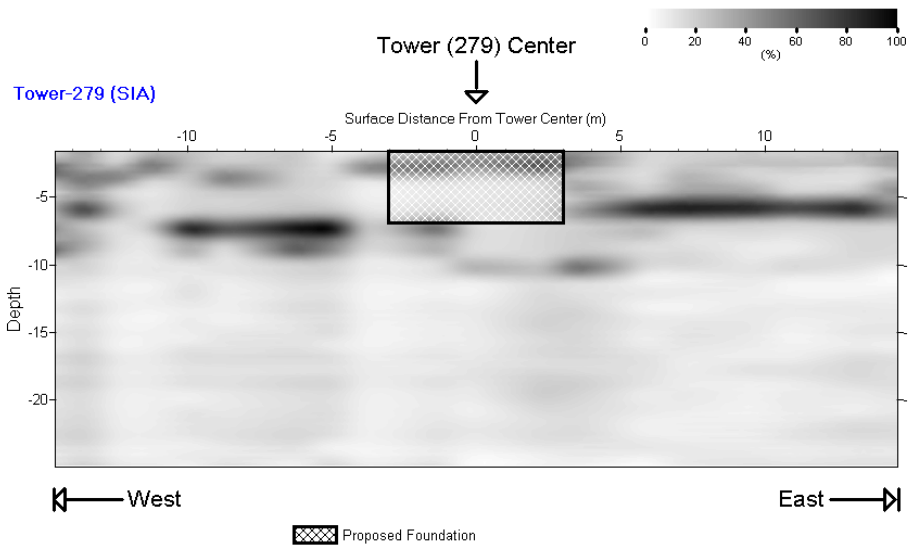 0 20 40 60 80 100
(%)
Tower (279) Center
Tower-279 (SIA)
Surface Distance From Tower Center (m)
-10 -5 0 5 10
-5
-10
-15
-20
Depth
West East
Proposed Foundation